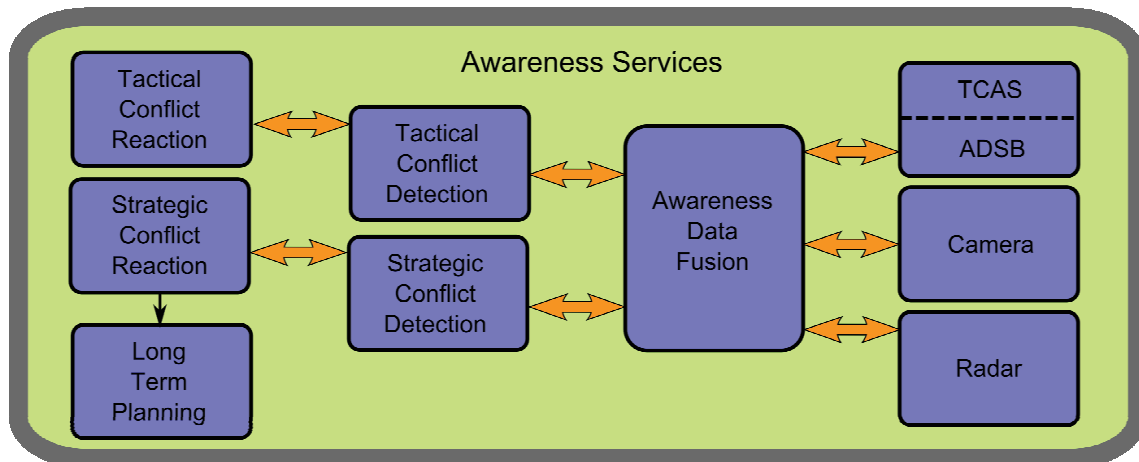 Awareness Services
Tactical
Conflict
Reaction
Strategic
Conflict
Reaction
Long
Term
Planning
Tactical
Conflict
Detection
Strategic
Conflict
Detection
Awareness
Data
Fusion
TCAS
ADSB
Camera
Radar